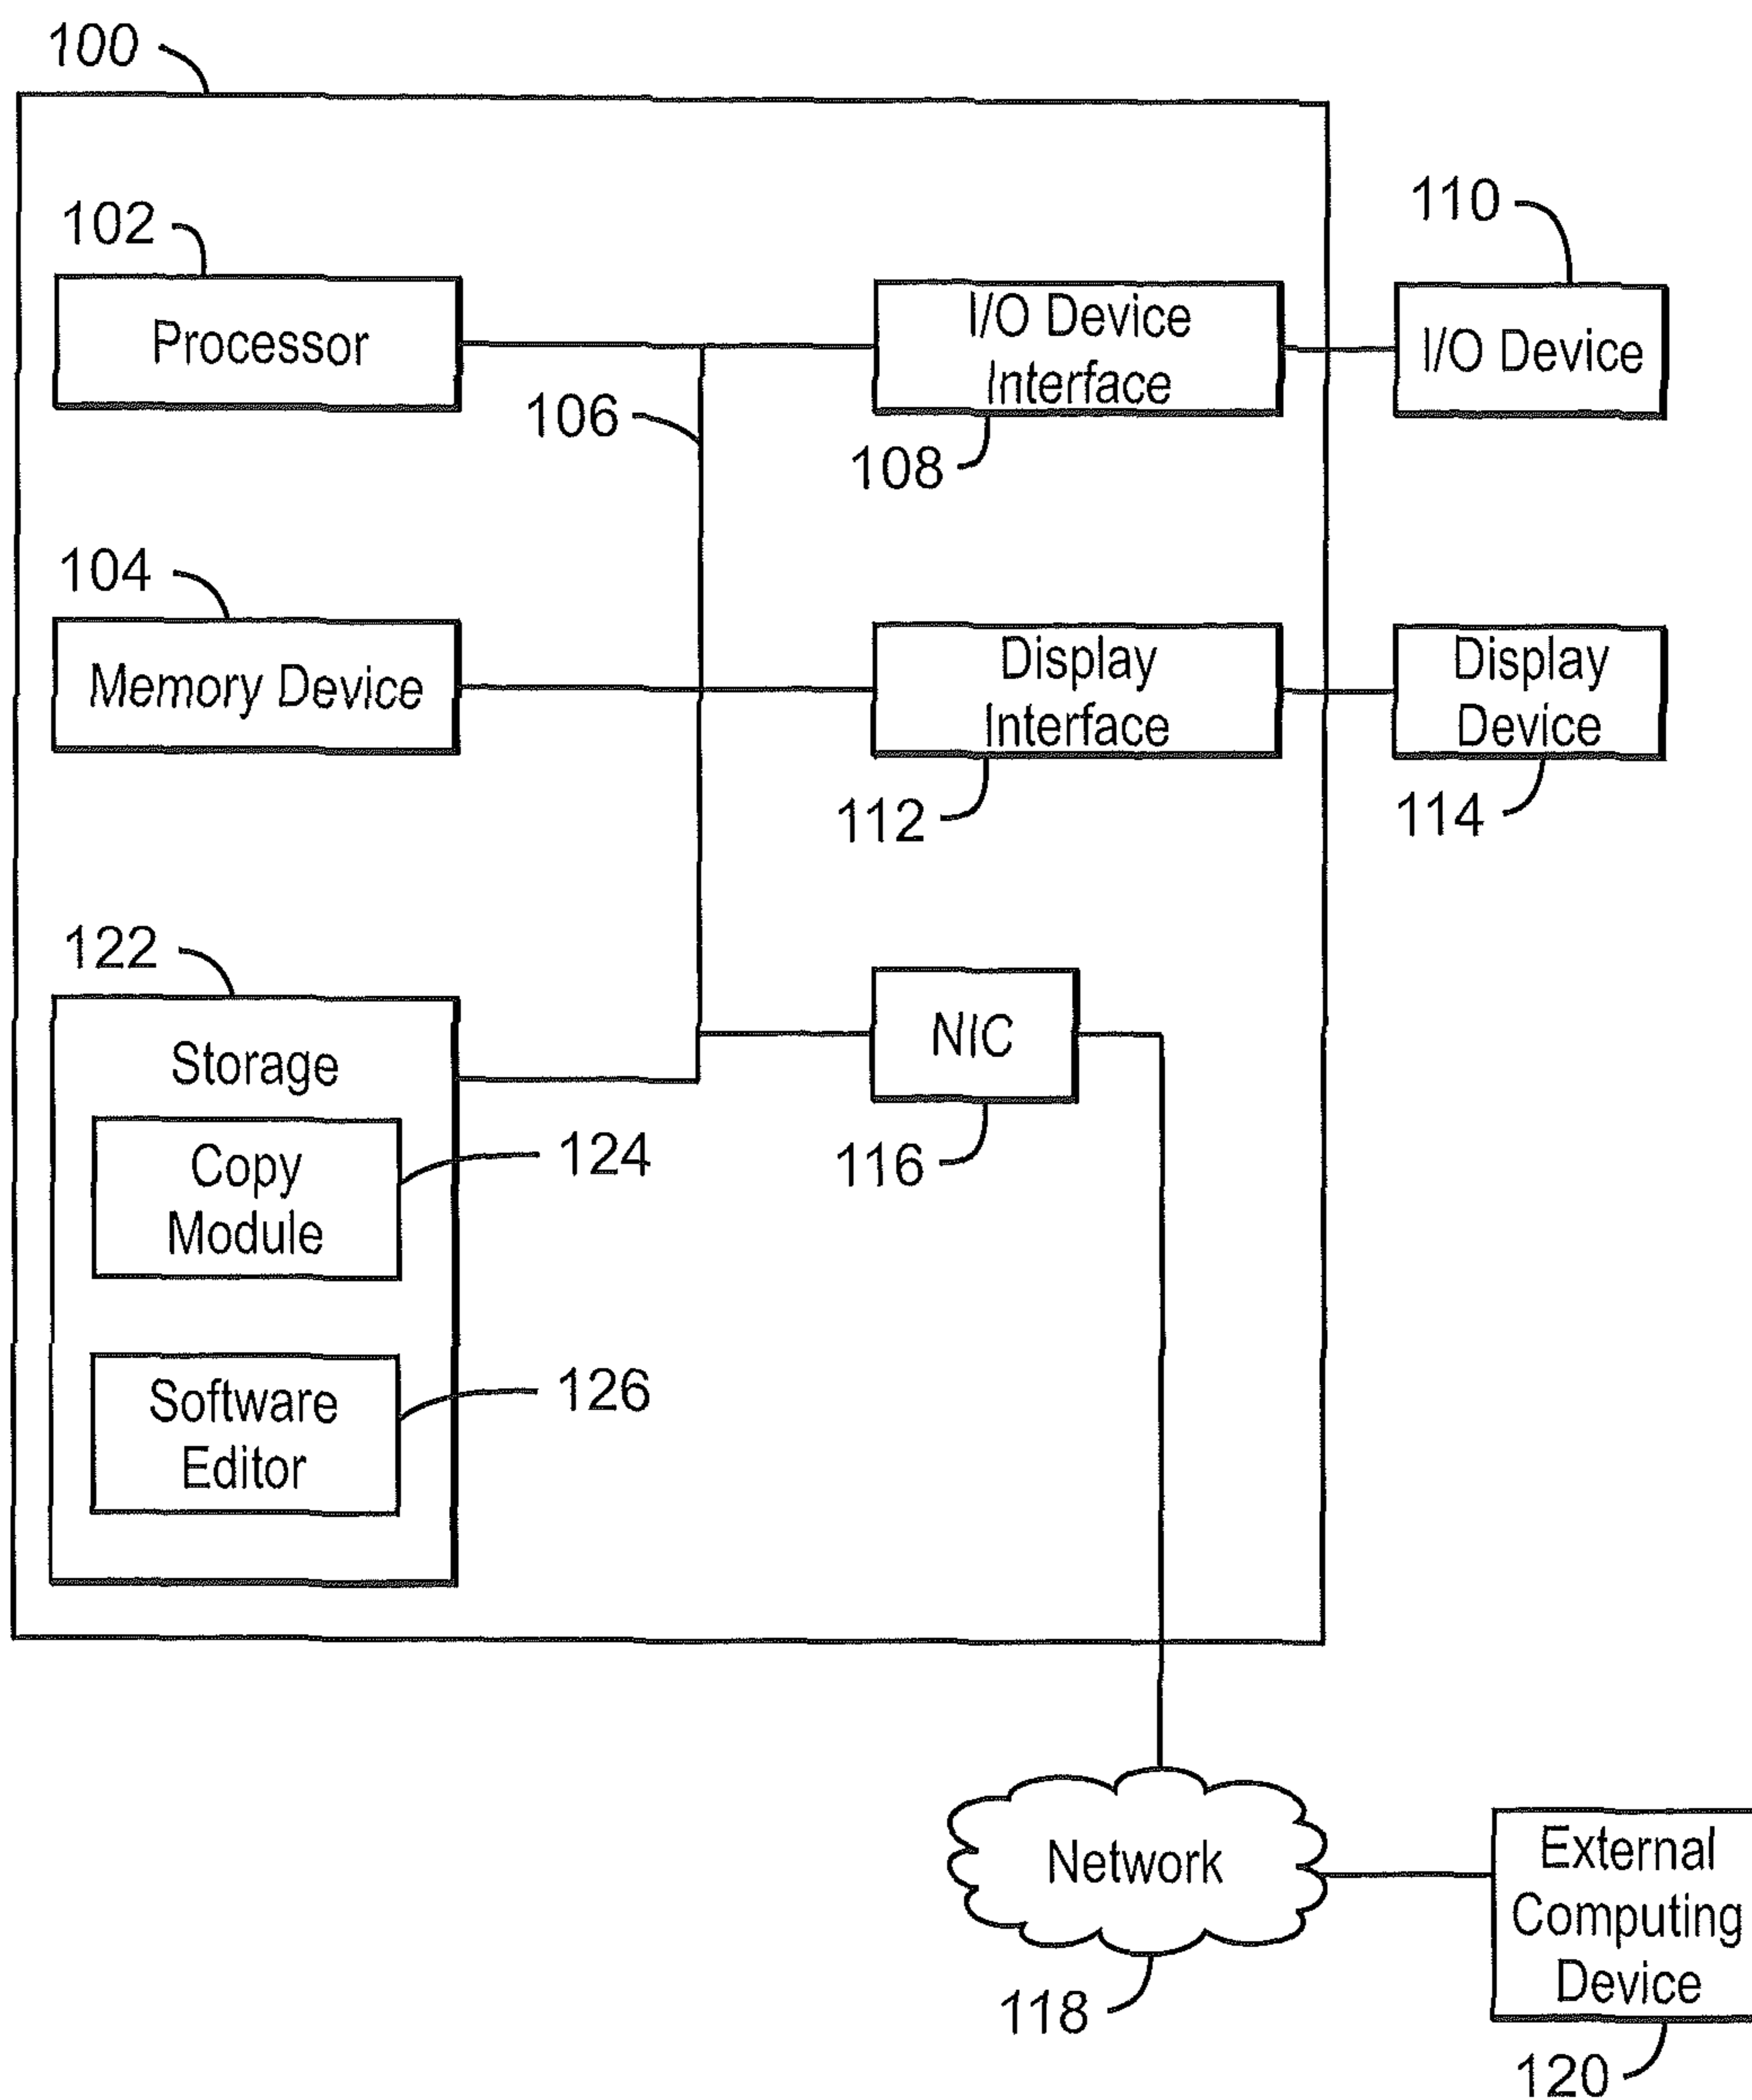 100
102
Processor
106
I/O Device
Interface
108
110
I/O Device
104
Memory Device
Display
Interface
112
Display
Device
114
122
Storage
Copy
Module
124
Software
Editor
126
NIC
116
Network
118
External
Computing
Device
120